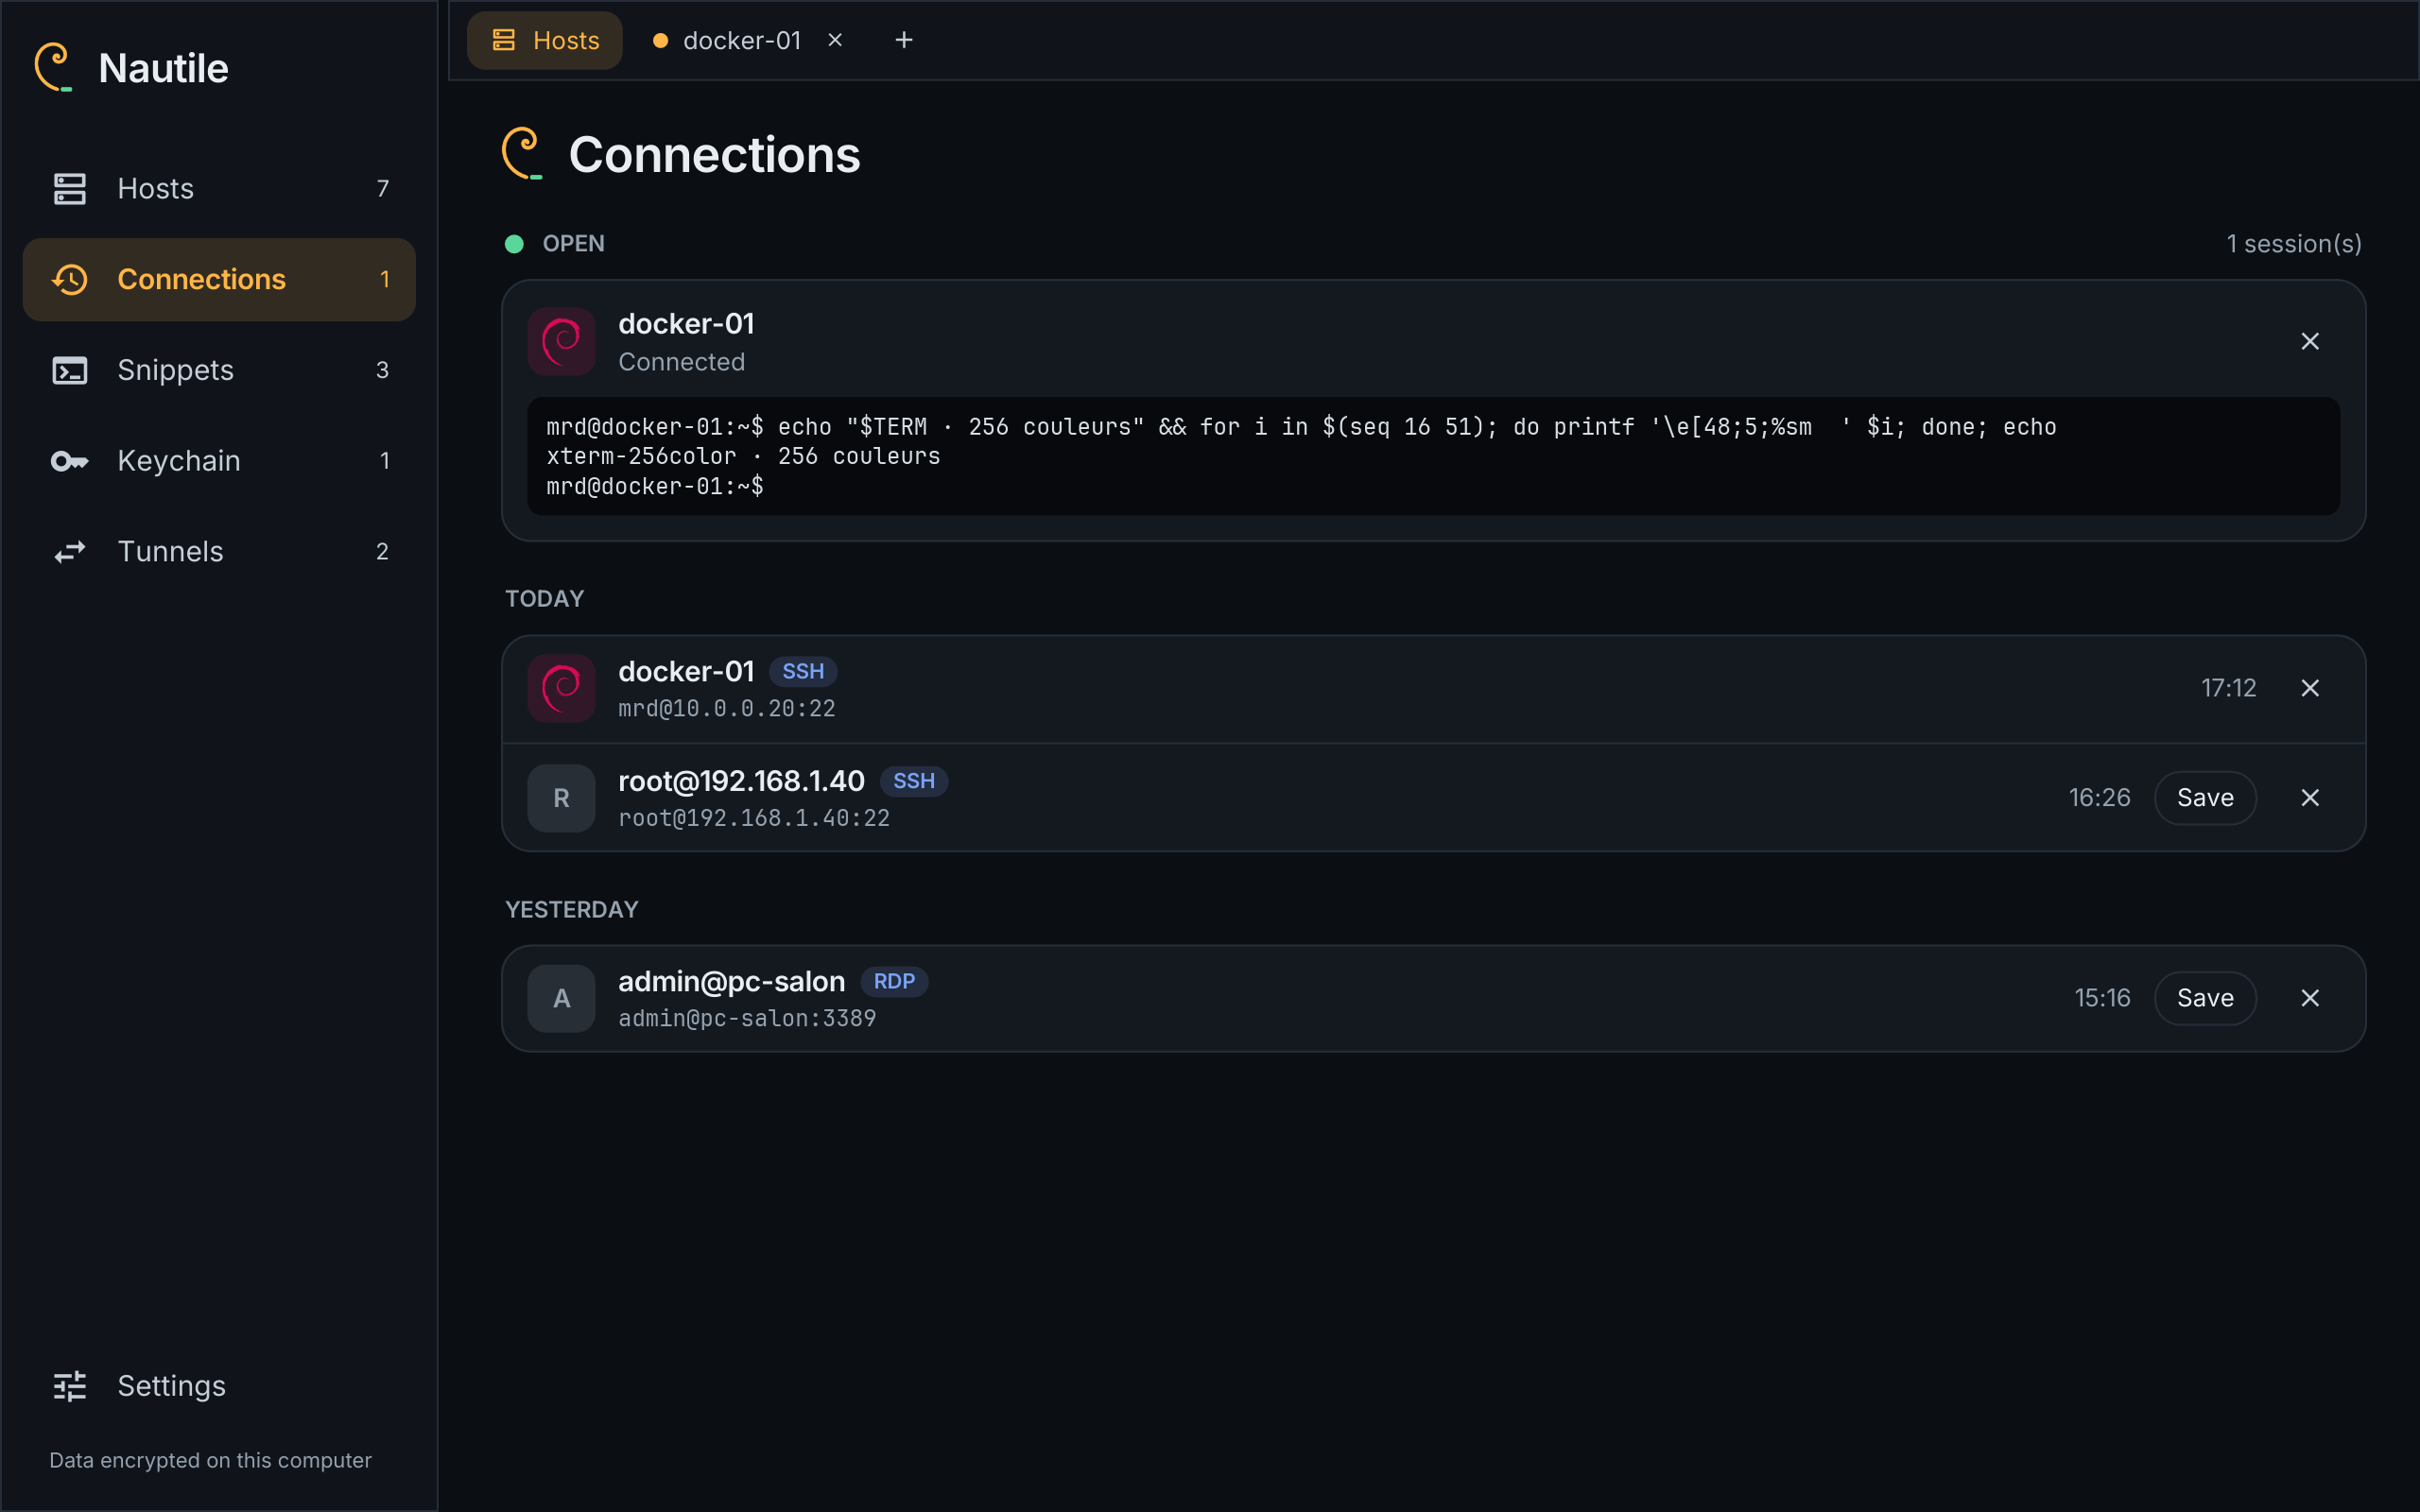 Nautile
Hosts 7
Connections 1
Snippets 3
Keychain 1
Tunnels 2
Settings
Data encrypted on this computer
Hosts docker-01 × +
Connections
OPEN 1 session(s)
docker-01
Connected
mrd@docker-01:~$ echo "$TERM · 256 couleurs" && for i in $(seq 16 51); do printf '\e[48;5;%sm  ' $i; done; echo
xterm-256color · 256 couleurs
mrd@docker-01:~$
TODAY
docker-01 SSH
mrd@10.0.0.20:22
17:12
R
root@192.168.1.40 SSH
root@192.168.1.40:22
16:26 Save
YESTERDAY
A
admin@pc-salon RDP
admin@pc-salon:3389
15:16 Save